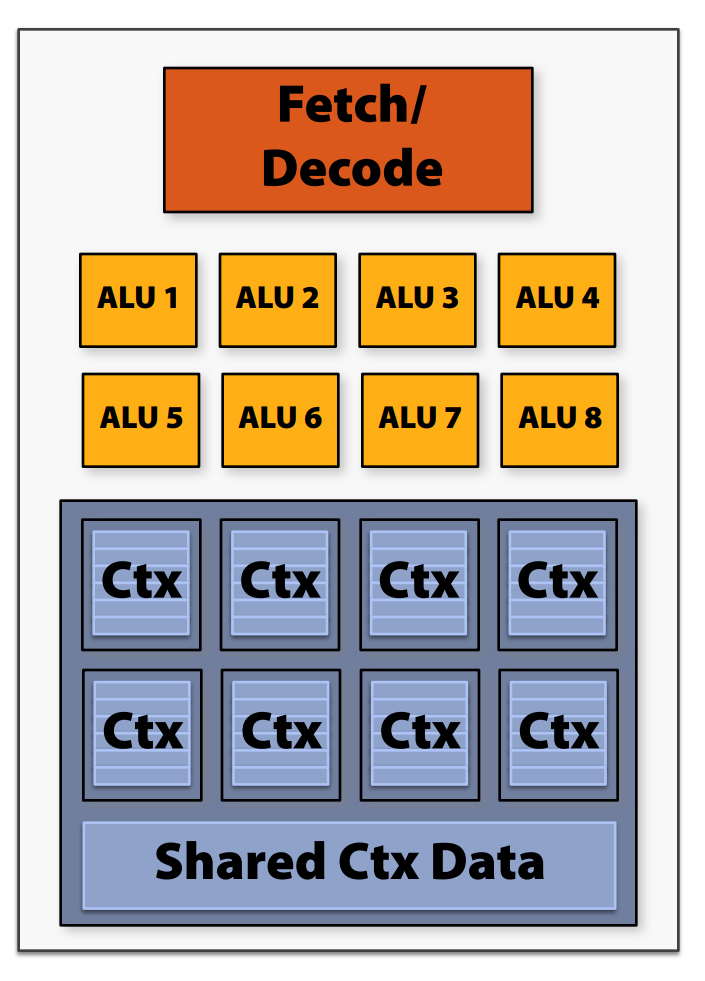 Fetch/
Decode
ALU 1 ALU 2 ALU 3 ALU 4
ALU 5 ALU 6 ALU 7 ALU 8
Ctx Ctx Ctx Ctx
Ctx Ctx Ctx Ctx
Shared Ctx Data